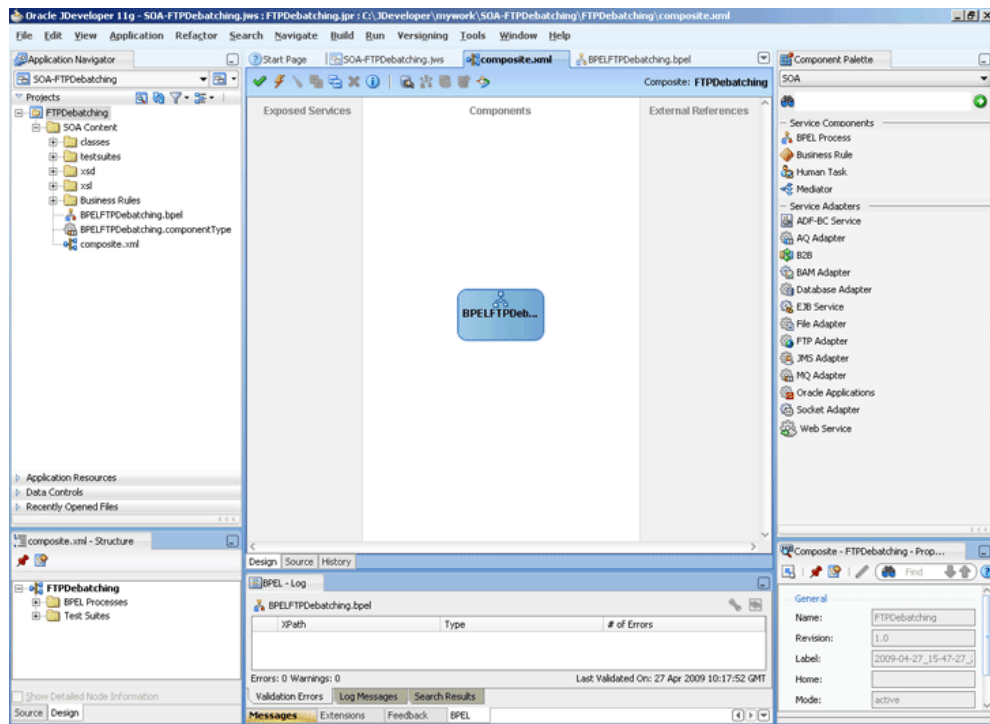 Oracle JDeveloper 11g - SOA-FTPDebatching.jws : FTPDebatching.jpr : C:\JDeveloper\mywork\SOA-FTPDebatching\FTPDebatching\composite.xml
File Edit View Application Refactor Search Navigate Build Run Versigning Tools Window Help
Application Navigator
SOA-FTPDebatching
Projects
FTPDebatching
SOA Content
classes
testsuites
xsd
xsl
Business Rules
BPELFTPDebatching.bpel
BPELFTPDebatching.componentType
composite.xml
Application Resources
Data Controls
Recently Opened Files
composite.xml - Structure
FTPDebatching
BPEL Processes
Test Suites
Show Detailed Node Information
Source Design
Start Page SOA-FTPDebatching.jws composite.xml BPELFTPDebatching.bpel
Composite: FTPDebatching
Exposed Services Components External References
BPELFTPDeb...
Design Source History
BPEL - Log
BPELFTPDebatching.bpel
XPath Type # of Errors
Errors: 0 Warnings: 0 Last Validated On: 27 Apr 2009 10:17:52 GMT
Validation Errors Log Messages Search Results
Messages Extensions Feedback BPEL
Component Palette
SOA
Service Components
BPEL Process
Business Rule
Human Task
Mediator
Service Adapters
ADF-BC Service
AQ Adapter
B2B
BAM Adapter
Database Adapter
EJB Service
File Adapter
FTP Adapter
JMS Adapter
MQ Adapter
Oracle Applications
Socket Adapter
Web Service
Composite - FTPDebatching - Prop...
Find
General
Name: FTPDebatching
Revision: 1.0
Label: 2009-04-27_15-47-27_
Home:
Mode: active